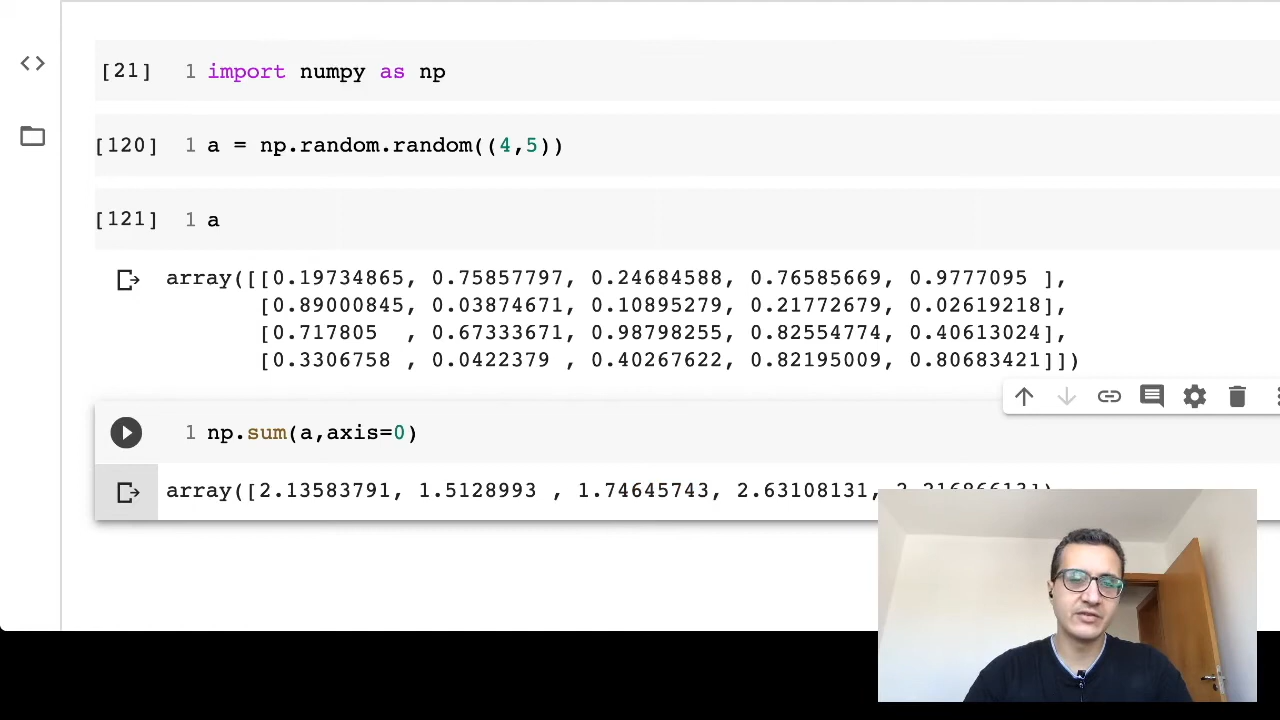 [21] 1 import numpy as np
[120] 1 a = np.random.random((4,5))
[121] 1 a
array([[0.19734865, 0.75857797, 0.24684588, 0.76585669, 0.9777095 ],
[0.89000845, 0.03874671, 0.10895279, 0.21772679, 0.02619218],
[0.717805  , 0.67333671, 0.98798255, 0.82554774, 0.40613024],
[0.3306758 , 0.0422379 , 0.40267622, 0.82195009, 0.80683421]])
1 np.sum(a,axis=0)
array([2.13583791, 1.5128993 , 1.74645743, 2.63108131,